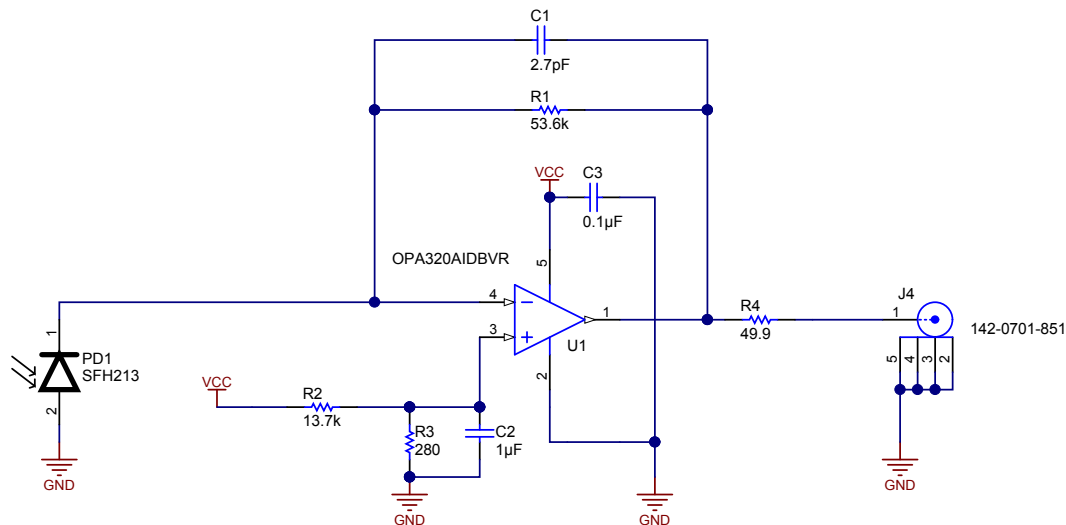 C1
2.7pF
R1
53.6k
VCC
C3
0.1µF
OPA320AIDBVR
5
4
3
1
2
U1
R4
49.9
J4
1
142-0701-851
5
4
3
2
1
PD1
SFH213
2
GND
VCC
R2
13.7k
R3
280
C2
1µF
GND
GND
GND